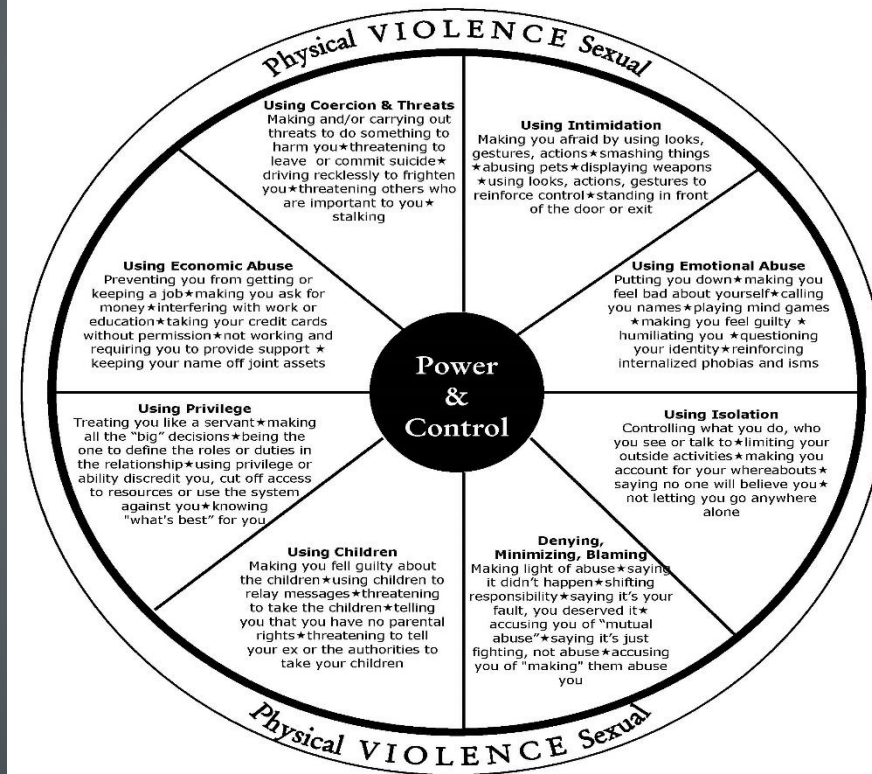 Physical VIOLENCE Sexual
Using Coercion & Threats
Making and/or carrying out
threats to do something to
harm you★threatening to
leave or commit suicide★
driving recklessly to frighten
you★threatening others who
are important to you★
stalking
Using Intimidation
Making you afraid by using looks,
gestures, actions★smashing things
★abusing pets★displaying weapons
★using looks, actions, gestures to
reinforce control★standing in front
of the door or exit
Using Economic Abuse
Preventing you from getting or
keeping a job★making you ask for
money★interfering with work or
education★taking your credit cards
without permission★not working and
requiring you to provide support ★
keeping your name off joint assets
Using Emotional Abuse
Putting you down★making you
feel bad about yourself★calling
you names★playing mind games
★making you feel guilty ★
humiliating you ★questioning
your identity★reinforcing
internalized phobias and isms
Power
&
Control
Using Privilege
Treating you like a servant★making
all the "big" decisions★being the
one to define the roles or duties in
the relationship★using privilege or
ability discredit you, cut off access
to resources or use the system
against you★knowing
"what's best" for you
Using Isolation
Controlling what you do, who
you see or talk to★limiting your
outside activities★making you
account for your whereabouts★
saying no one will believe you★
not letting you go anywhere
alone
Using Children
Making you fell guilty about
the children★using children to
relay messages★threatening
to take the children★telling
you that you have no parental
rights★threatening to tell
your ex or the authorities to
take your children
Denying,
Minimizing, Blaming
Making light of abuse★saying
it didn't happen★shifting
responsibility★saying it's your
fault, you deserved it★
accusing you of "mutual
abuse"★saying it's just
fighting, not abuse★accusing
you of "making" them abuse
you
Physical VIOLENCE Sexual